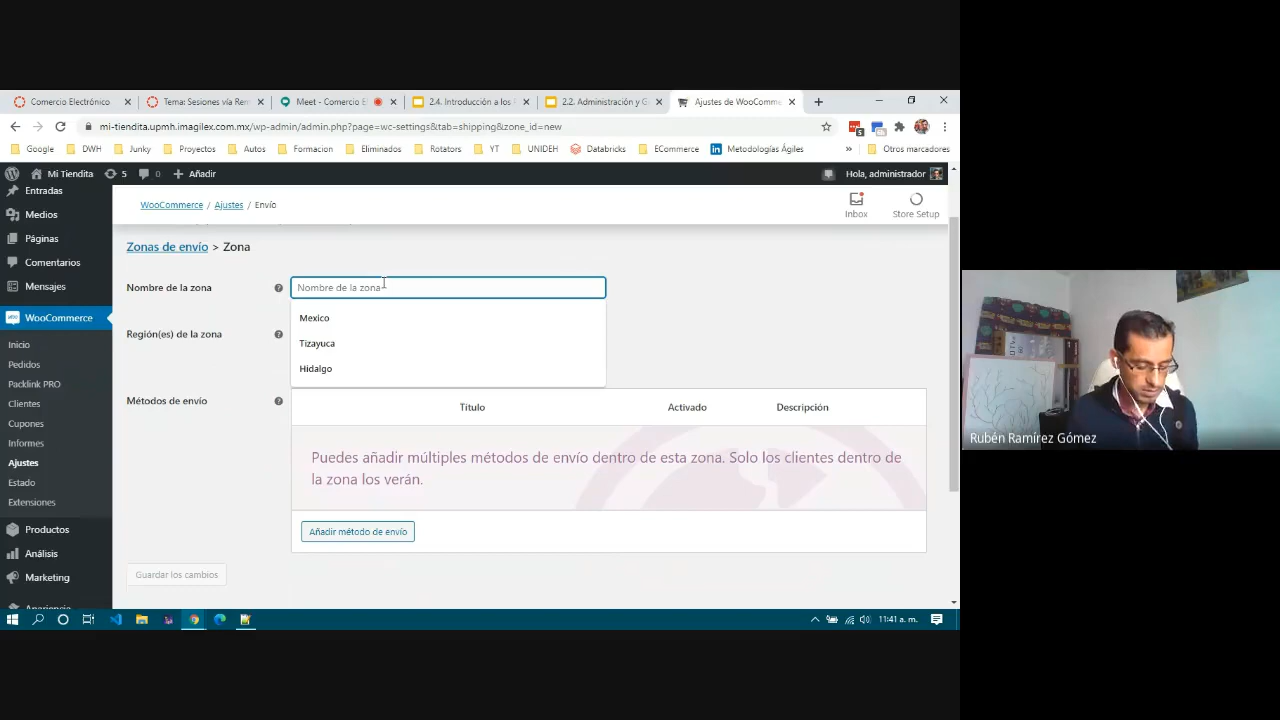 Comercio Electrónico
Tema: Sesiones vía Rem
Meet - Comercio E
2.4. Introducción a los
2.2. Administración y G
Ajustes de WooComme
mi-tiendita.upmh.imagilex.com.mx/wp-admin/admin.php?page=wc-settings&tab=shipping&zone_id=new
Google
DWH
Junky
Proyectos
Autos
Formacion
Eliminados
Rotators
YT
UNIDEH
Databricks
ECommerce
Metodologías Ágiles
»
Otros marcadores
Mi Tiendita
5
0
Añadir
Hola, administrador
Entradas
Medios
Páginas
Comentarios
Mensajes
WooCommerce
Inicio
Pedidos
Packlink PRO
Clientes
Cupones
Informes
Ajustes
Estado
Extensiones
Productos
Análisis
Marketing
Apariencia
WooCommerce / Ajustes / Envío
Inbox
Store Setup
Zonas de envío > Zona
Nombre de la zona
Nombre de la zona
Mexico
Tizayuca
Hidalgo
Región(es) de la zona
Métodos de envío
Título
Activado
Descripción
Puedes añadir múltiples métodos de envío dentro de esta zona. Solo los clientes dentro de
la zona los verán.
Añadir método de envío
Guardar los cambios
11:41 a. m.
Rubén Ramírez Gómez